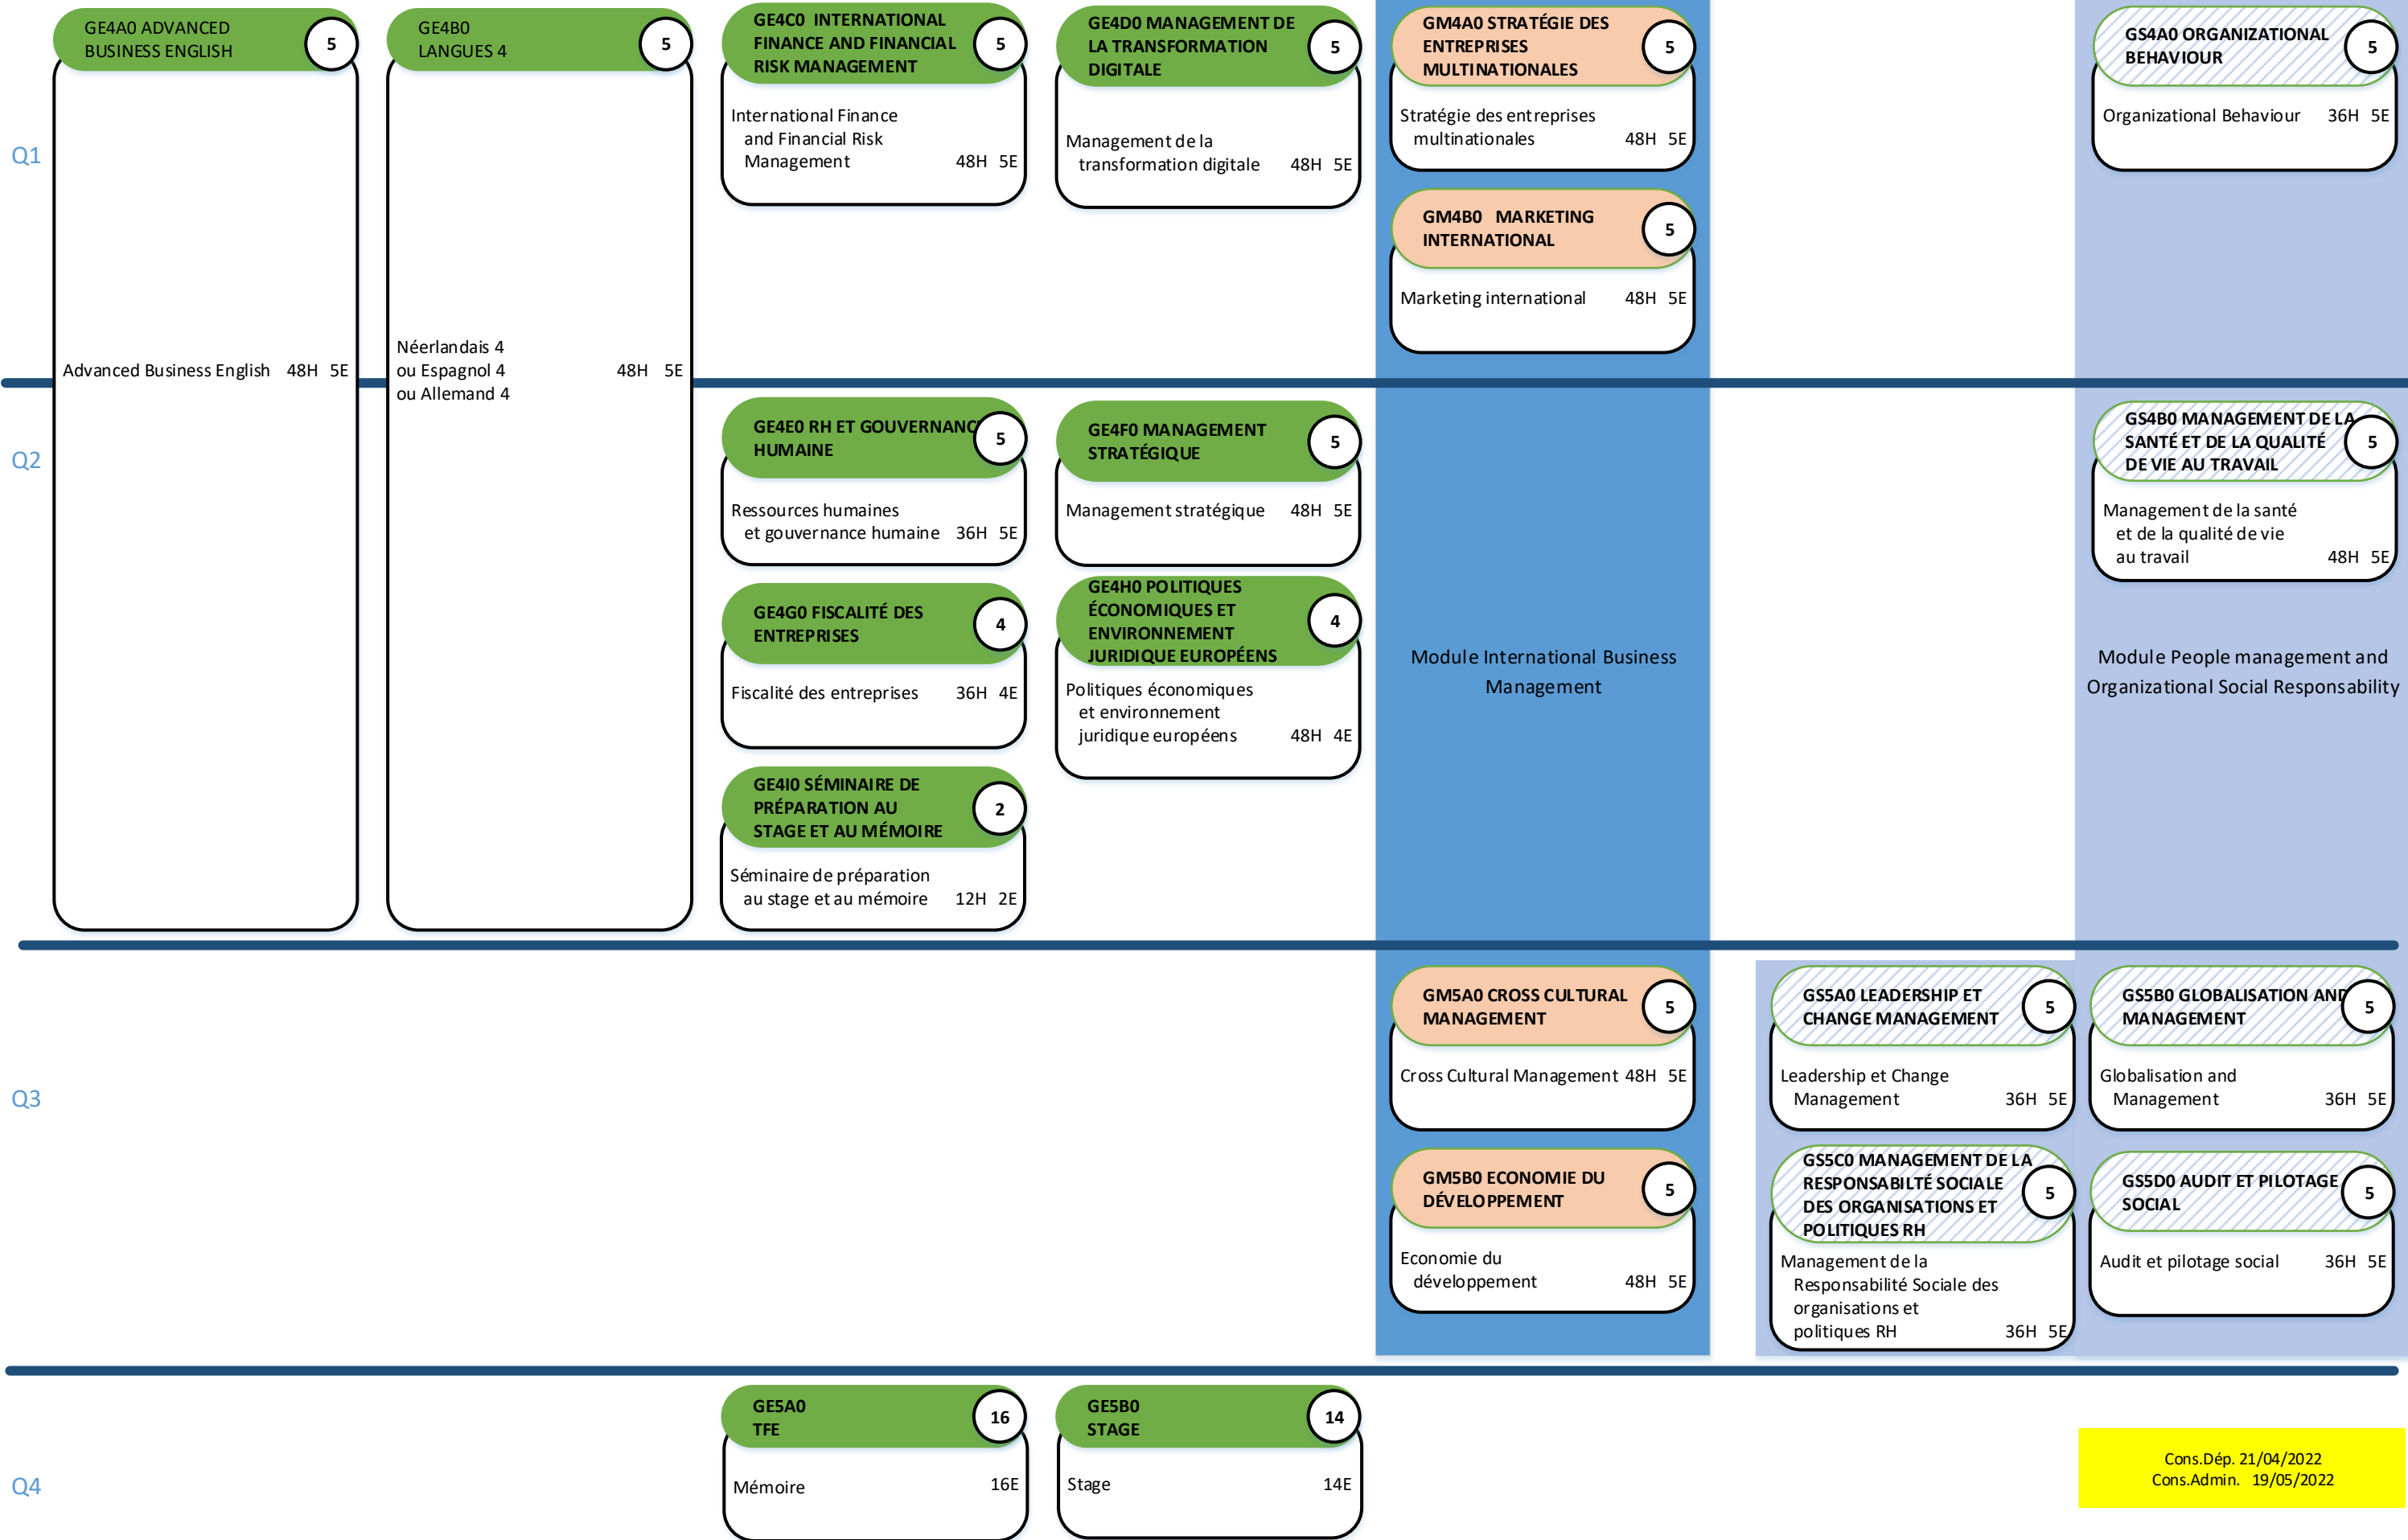 GE4A0 ADVANCED
BUSINESS ENGLISH
5
Advanced Business English 48H 5E
GE4B0
LANGUES 4
5
Néerlandais 4
ou Espagnol 4
ou Allemand 4
48H 5E
Q1
GE4C0 INTERNATIONAL
FINANCE AND FINANCIAL
RISK MANAGEMENT
5
International Finance
and Financial Risk
Management 48H 5E
GE4D0 MANAGEMENT DE
LA TRANSFORMATION
DIGITALE
5
Management de la
transformation digitale 48H 5E
GM4A0 STRATÉGIE DES
ENTREPRISES
MULTINATIONALES
5
Stratégie des entreprises
multinationales 48H 5E
GM4B0 MARKETING
INTERNATIONAL
5
Marketing international 48H 5E
GS4A0 ORGANIZATIONAL
BEHAVIOUR
5
Organizational Behaviour 36H 5E
Q2
GE4E0 RH ET GOUVERNANC
HUMAINE
5
Ressources humaines
et gouvernance humaine 36H 5E
GE4F0 MANAGEMENT
STRATÉGIQUE
5
Management stratégique 48H 5E
GE4G0 FISCALITÉ DES
ENTREPRISES
4
Fiscalité des entreprises 36H 4E
GE4H0 POLITIQUES
ÉCONOMIQUES ET
ENVIRONNEMENT
JURIDIQUE EUROPÉENS
4
Politiques économiques
et environnement
juridique européens 48H 4E
GE4I0 SÉMINAIRE DE
PRÉPARATION AU
STAGE ET AU MÉMOIRE
2
Séminaire de préparation
au stage et au mémoire 12H 2E
Module International Business
Management
GS4B0 MANAGEMENT DE LA
SANTÉ ET DE LA QUALITÉ
DE VIE AU TRAVAIL
5
Management de la santé
et de la qualité de vie
au travail 48H 5E
Module People management and
Organizational Social Responsability
Q3
GM5A0 CROSS CULTURAL
MANAGEMENT
5
Cross Cultural Management 48H 5E
GM5B0 ECONOMIE DU
DÉVELOPPEMENT
5
Economie du
développement 48H 5E
GS5A0 LEADERSHIP ET
CHANGE MANAGEMENT
5
Leadership et Change
Management 36H 5E
GS5B0 GLOBALISATION AND
MANAGEMENT
5
Globalisation and
Management 36H 5E
GS5C0 MANAGEMENT DE LA
RESPONSABILTÉ SOCIALE
DES ORGANISATIONS ET
POLITIQUES RH
5
Management de la
Responsabilité Sociale des
organisations et
politiques RH 36H 5E
GS5D0 AUDIT ET PILOTAGE
SOCIAL
5
Audit et pilotage social 36H 5E
Q4
GE5A0
TFE
16
Mémoire 16E
GE5B0
STAGE
14
Stage 14E
Cons.Dép. 21/04/2022
Cons.Admin. 19/05/2022